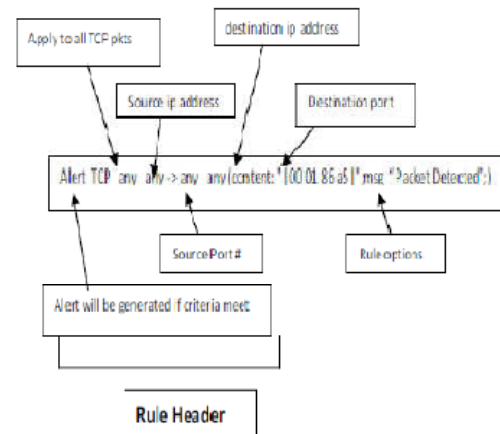 destination ip address
Apply to all TCP pkts
Source ip address
Destination port
Alert TCP any any -> any any (content: "|00 01 86 a5|" msg "Packet Detected";)
Source Port #
Rule options
Alert will be generated if criteria meet
Rule Header